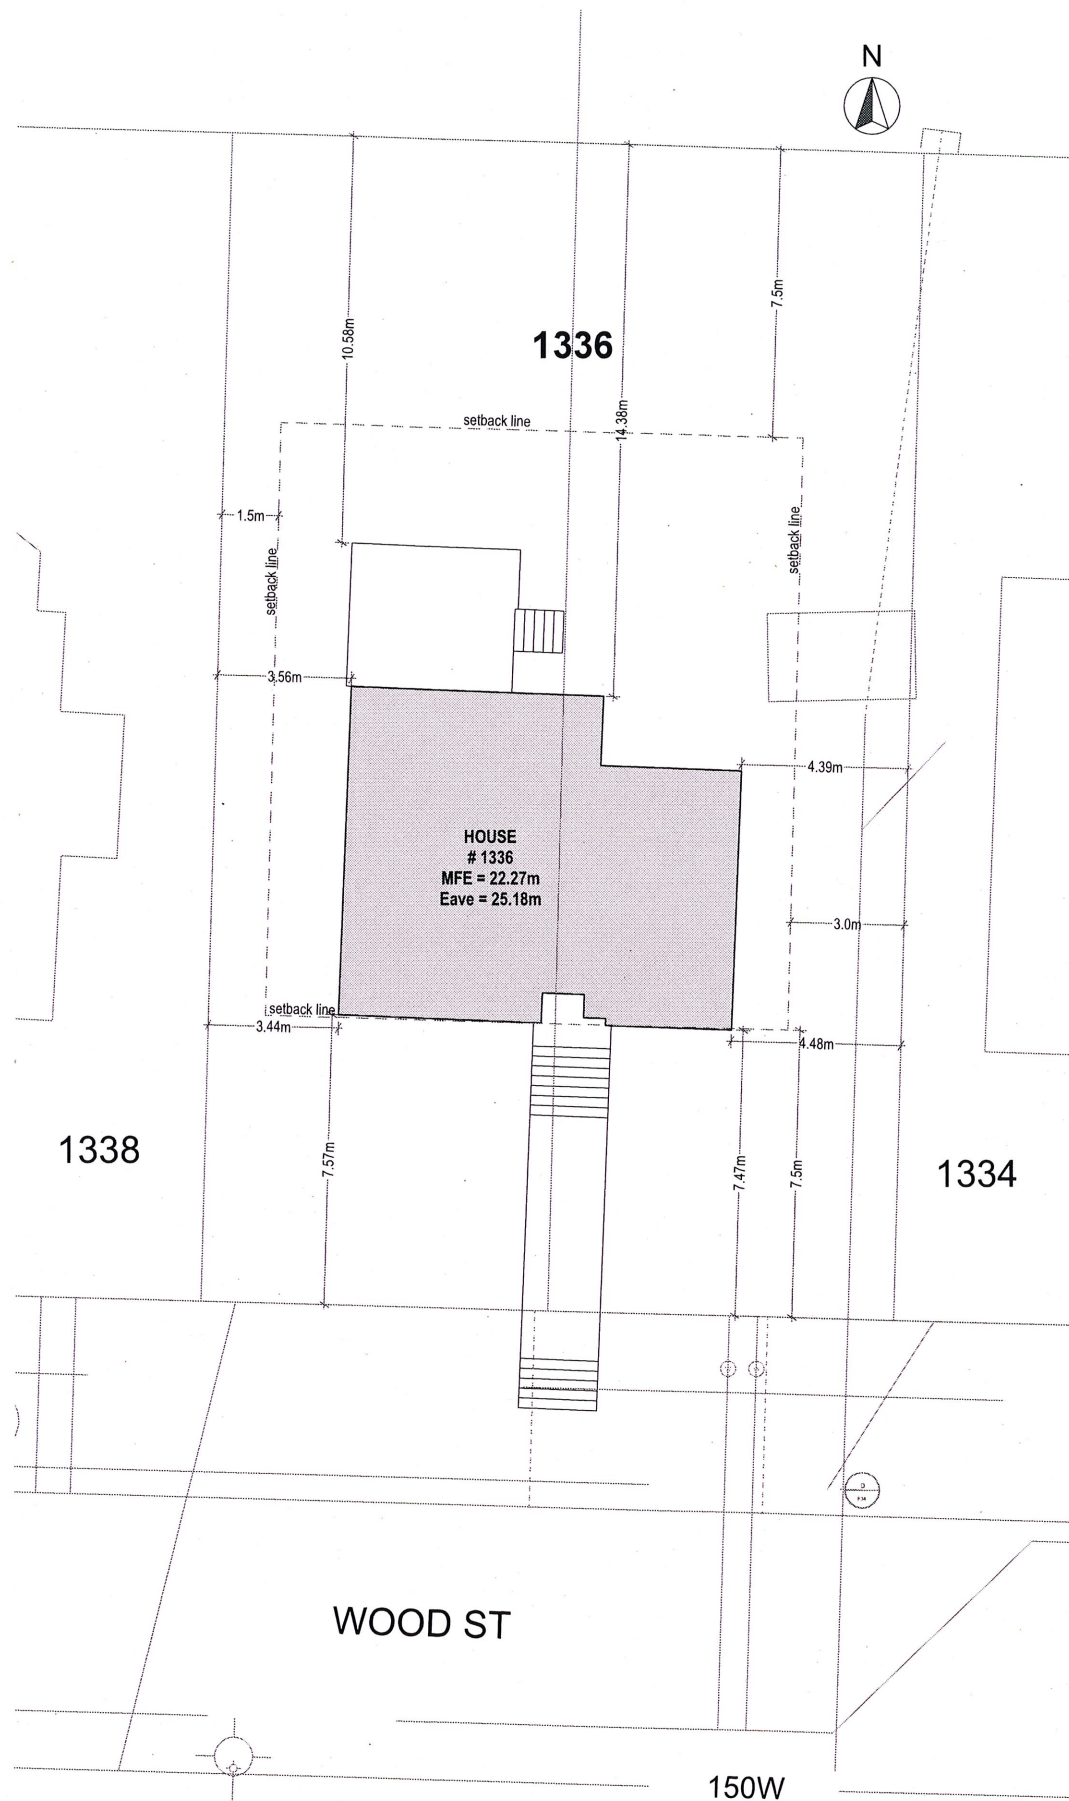 N
7.5m
10.58m
1336
14.38m
setback line
1.5m
setback line
setback line
3.56m
4.39m
HOUSE
# 1336
MFE = 22.27m
Eave = 25.18m
3.0m
setback line
3.44m
4.48m
1338
7.57m
7.47m
7.5m
1334
D
WOOD ST
150W